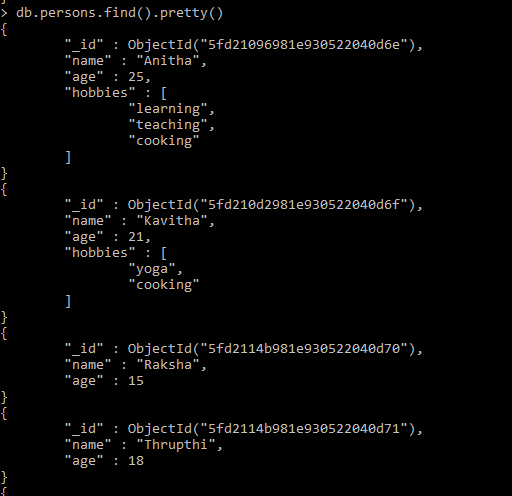 > db.persons.find().pretty()
{
        "_id" : ObjectId("5fd21096981e930522040d6e"),
        "name" : "Anitha",
        "age" : 25,
        "hobbies" : [
                "learning",
                "teaching",
                "cooking"
        ]
}
{
        "_id" : ObjectId("5fd210d2981e930522040d6f"),
        "name" : "Kavitha",
        "age" : 21,
        "hobbies" : [
                "yoga",
                "cooking"
        ]
}
{
        "_id" : ObjectId("5fd2114b981e930522040d70"),
        "name" : "Raksha",
        "age" : 15
}
{
        "_id" : ObjectId("5fd2114b981e930522040d71"),
        "name" : "Thrupthi",
        "age" : 18
}
{